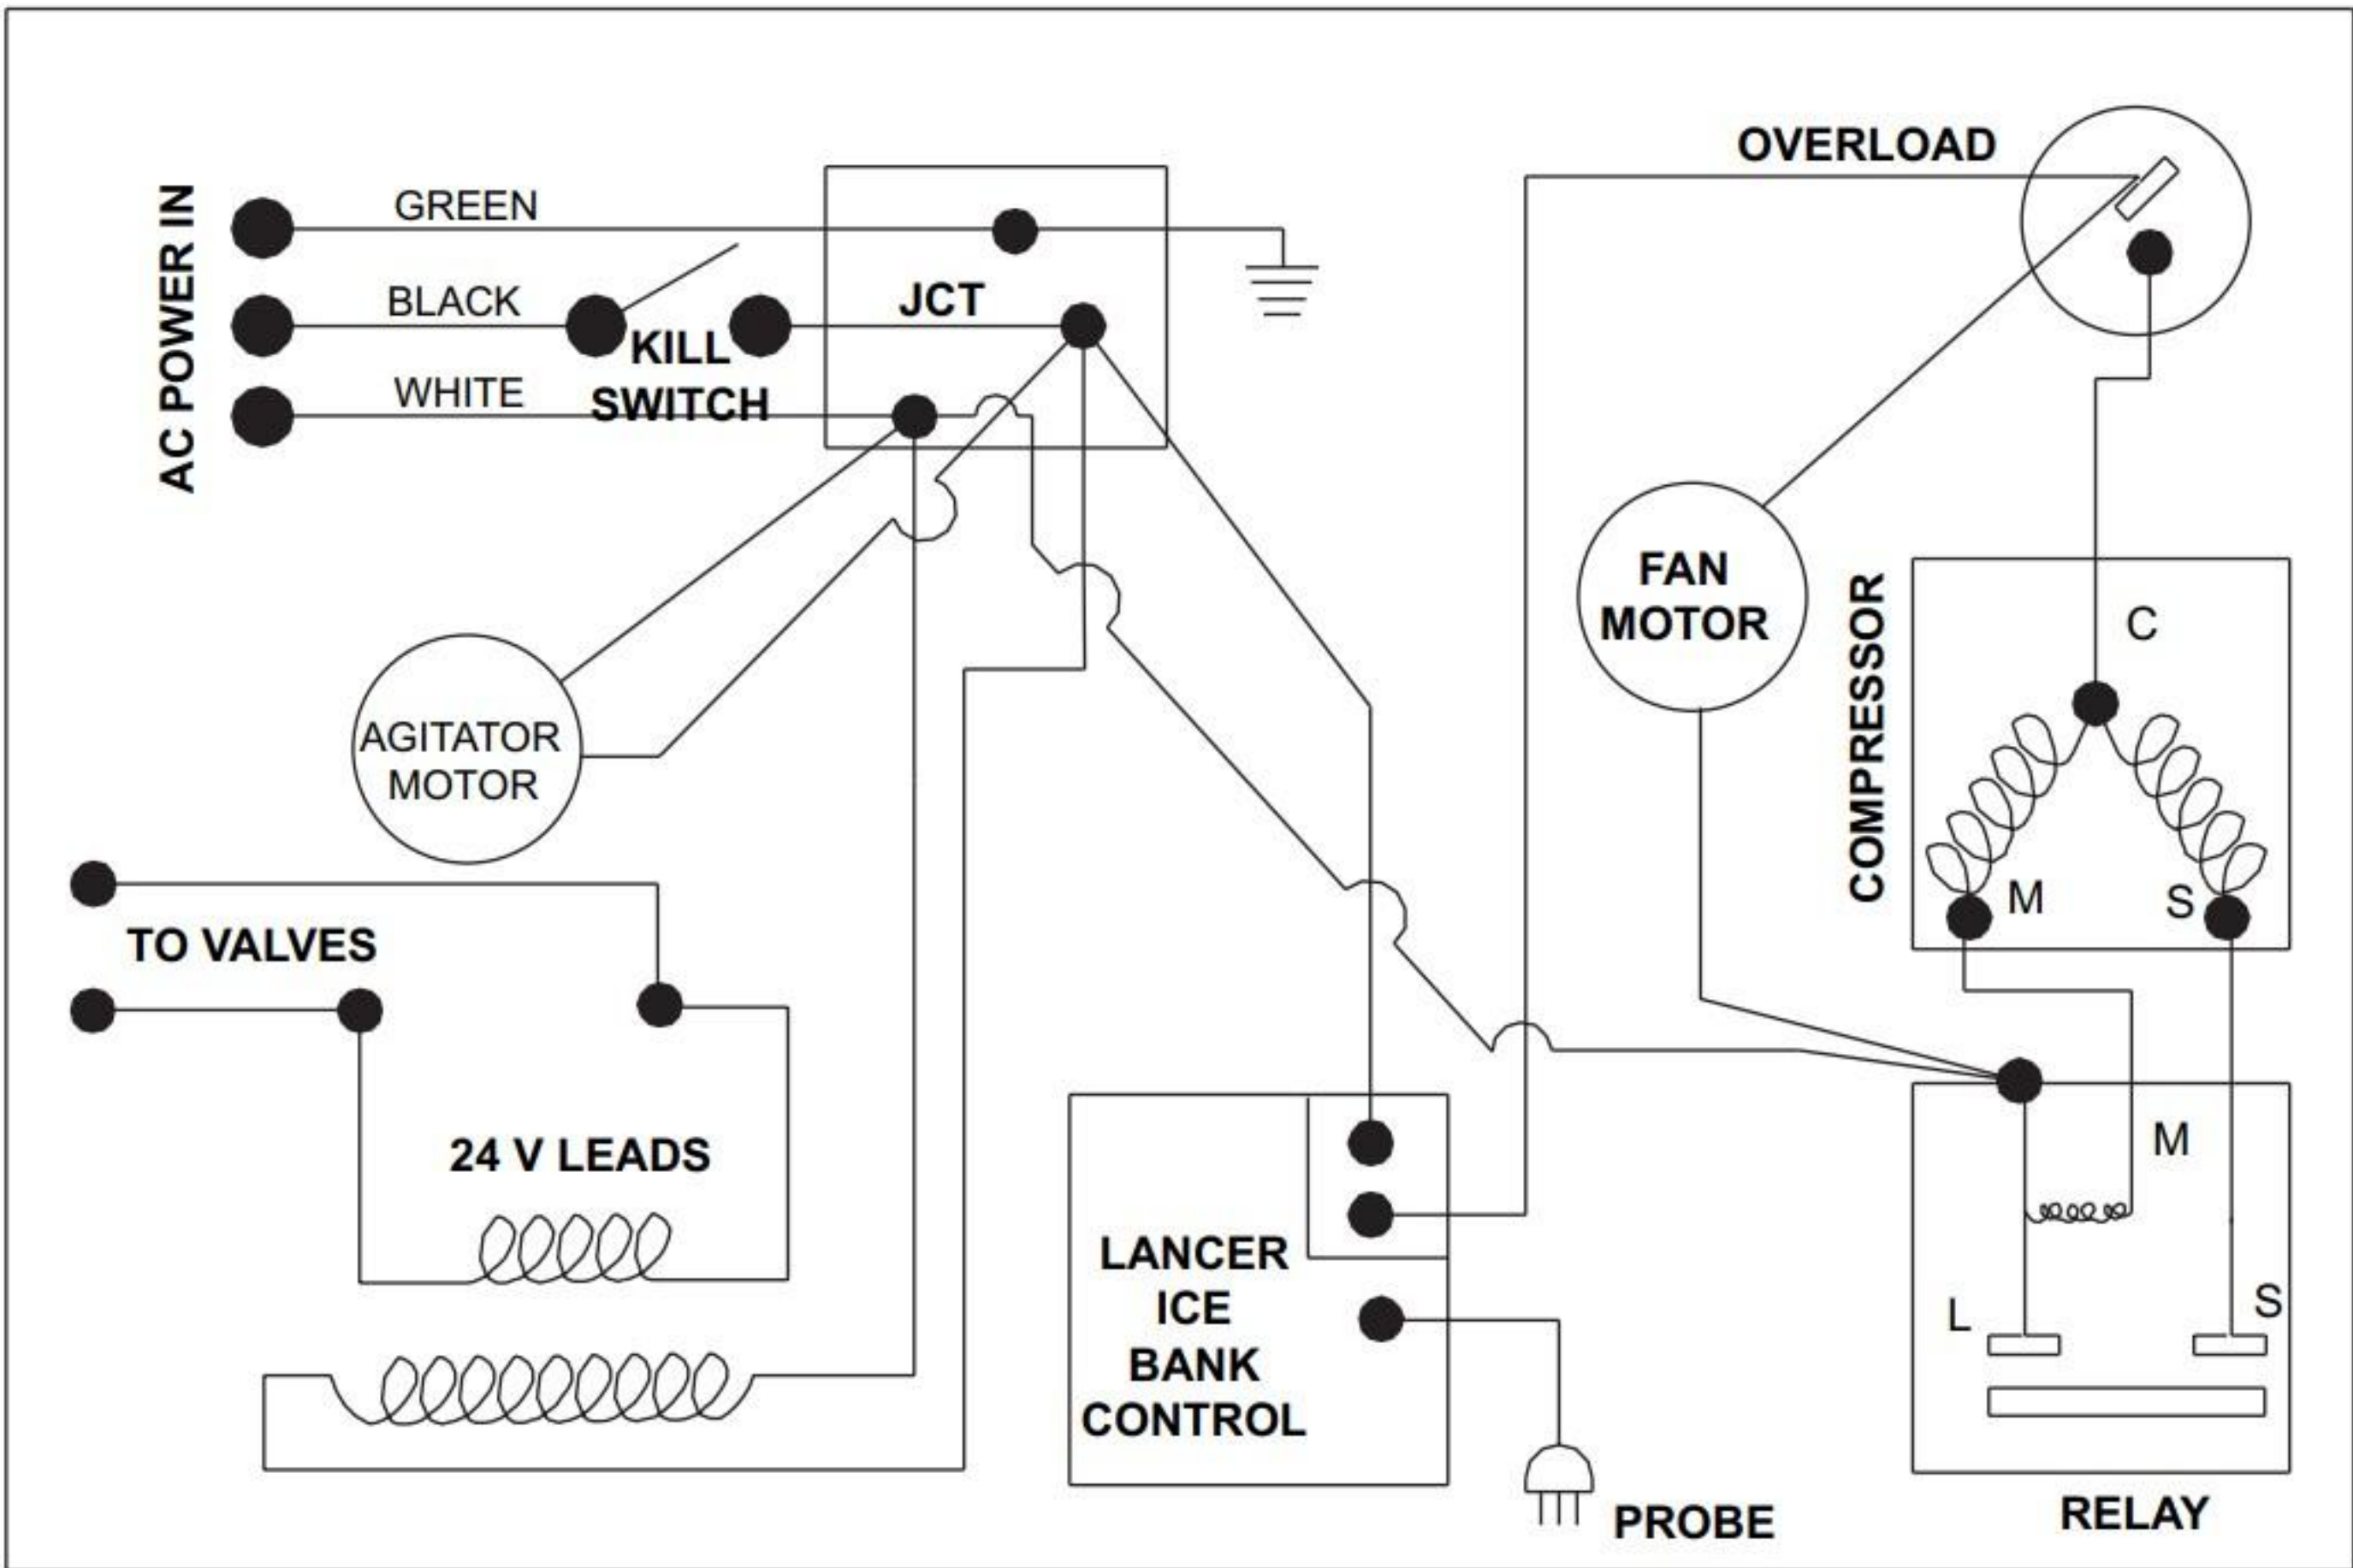 AC POWER IN
GREEN
BLACK
WHITE
KILL
SWITCH
JCT
OVERLOAD
FAN
MOTOR
COMPRESSOR
C
M
S
AGITATOR
MOTOR
TO VALVES
24 V LEADS
LANCER
ICE
BANK
CONTROL
PROBE
M
L
S
RELAY